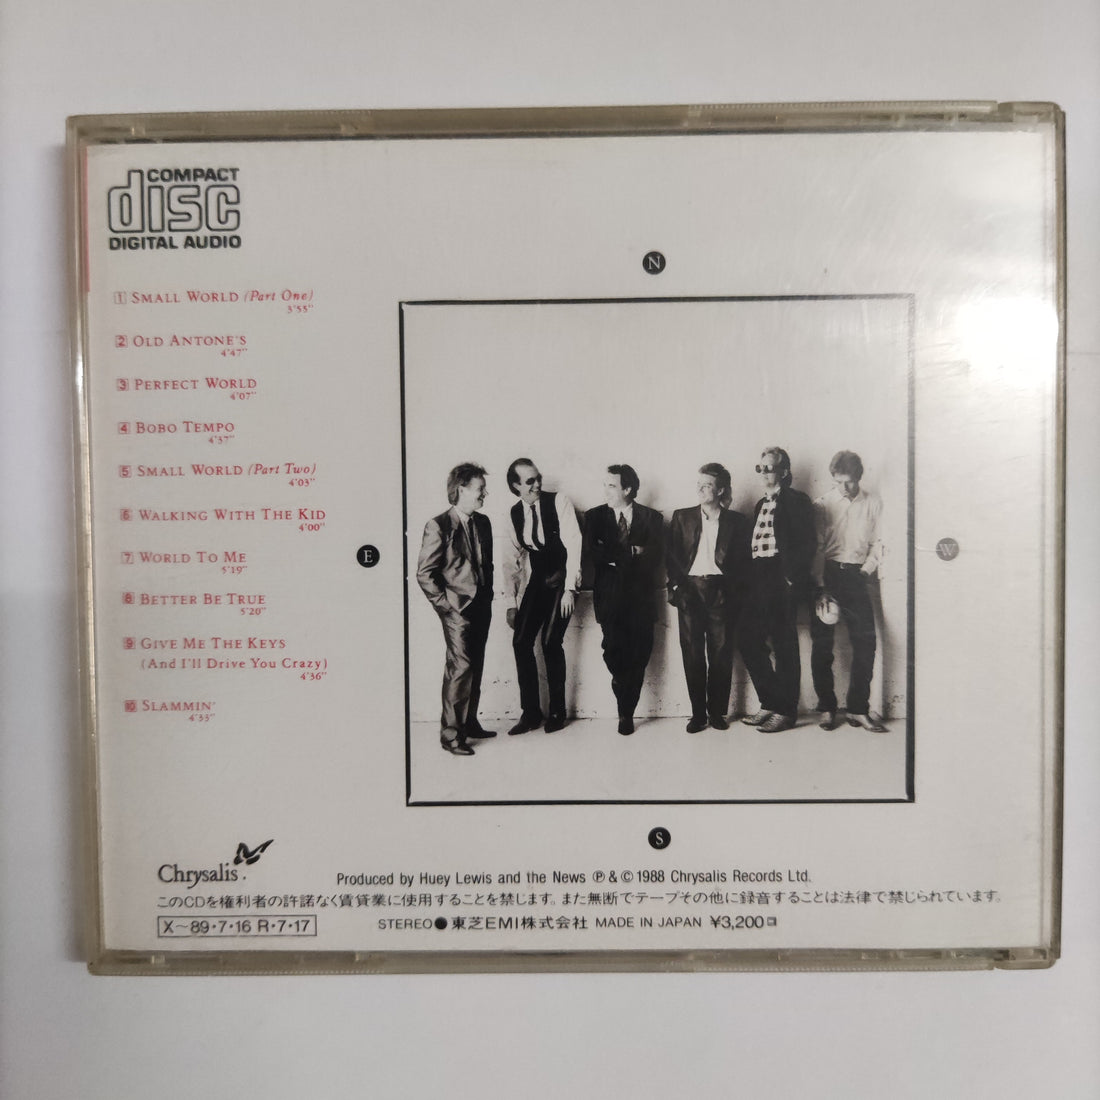 COMPACT
disc
DIGITAL AUDIO
1 SMALL WORLD (Part One)
3'55"
2 OLD ANTONE'S
4'47"
3 PERFECT WORLD
4'07"
4 BOBO TEMPO
4'37"
5 SMALL WORLD (Part Two)
4'03"
6 WALKING WITH THE KID
4'00"
7 WORLD TO ME
5'19"
8 BETTER BE TRUE
5'20"
9 GIVE ME THE KEYS
(And I'll Drive You Crazy)
4'36"
10 SLAMMIN'
4'33"
N
E
W
S
Chrysalis.
Produced by Huey Lewis and the News ℗ & © 1988 Chrysalis Records Ltd.
このCDを権利者の許諾なく賃貸業に使用することを禁じます。また無断でテープその他に録音することは法律で禁じられています。
X〜89・7・16 R・7・17
STEREO●東芝EMI株式会社 MADE IN JAPAN ¥3,200ロ